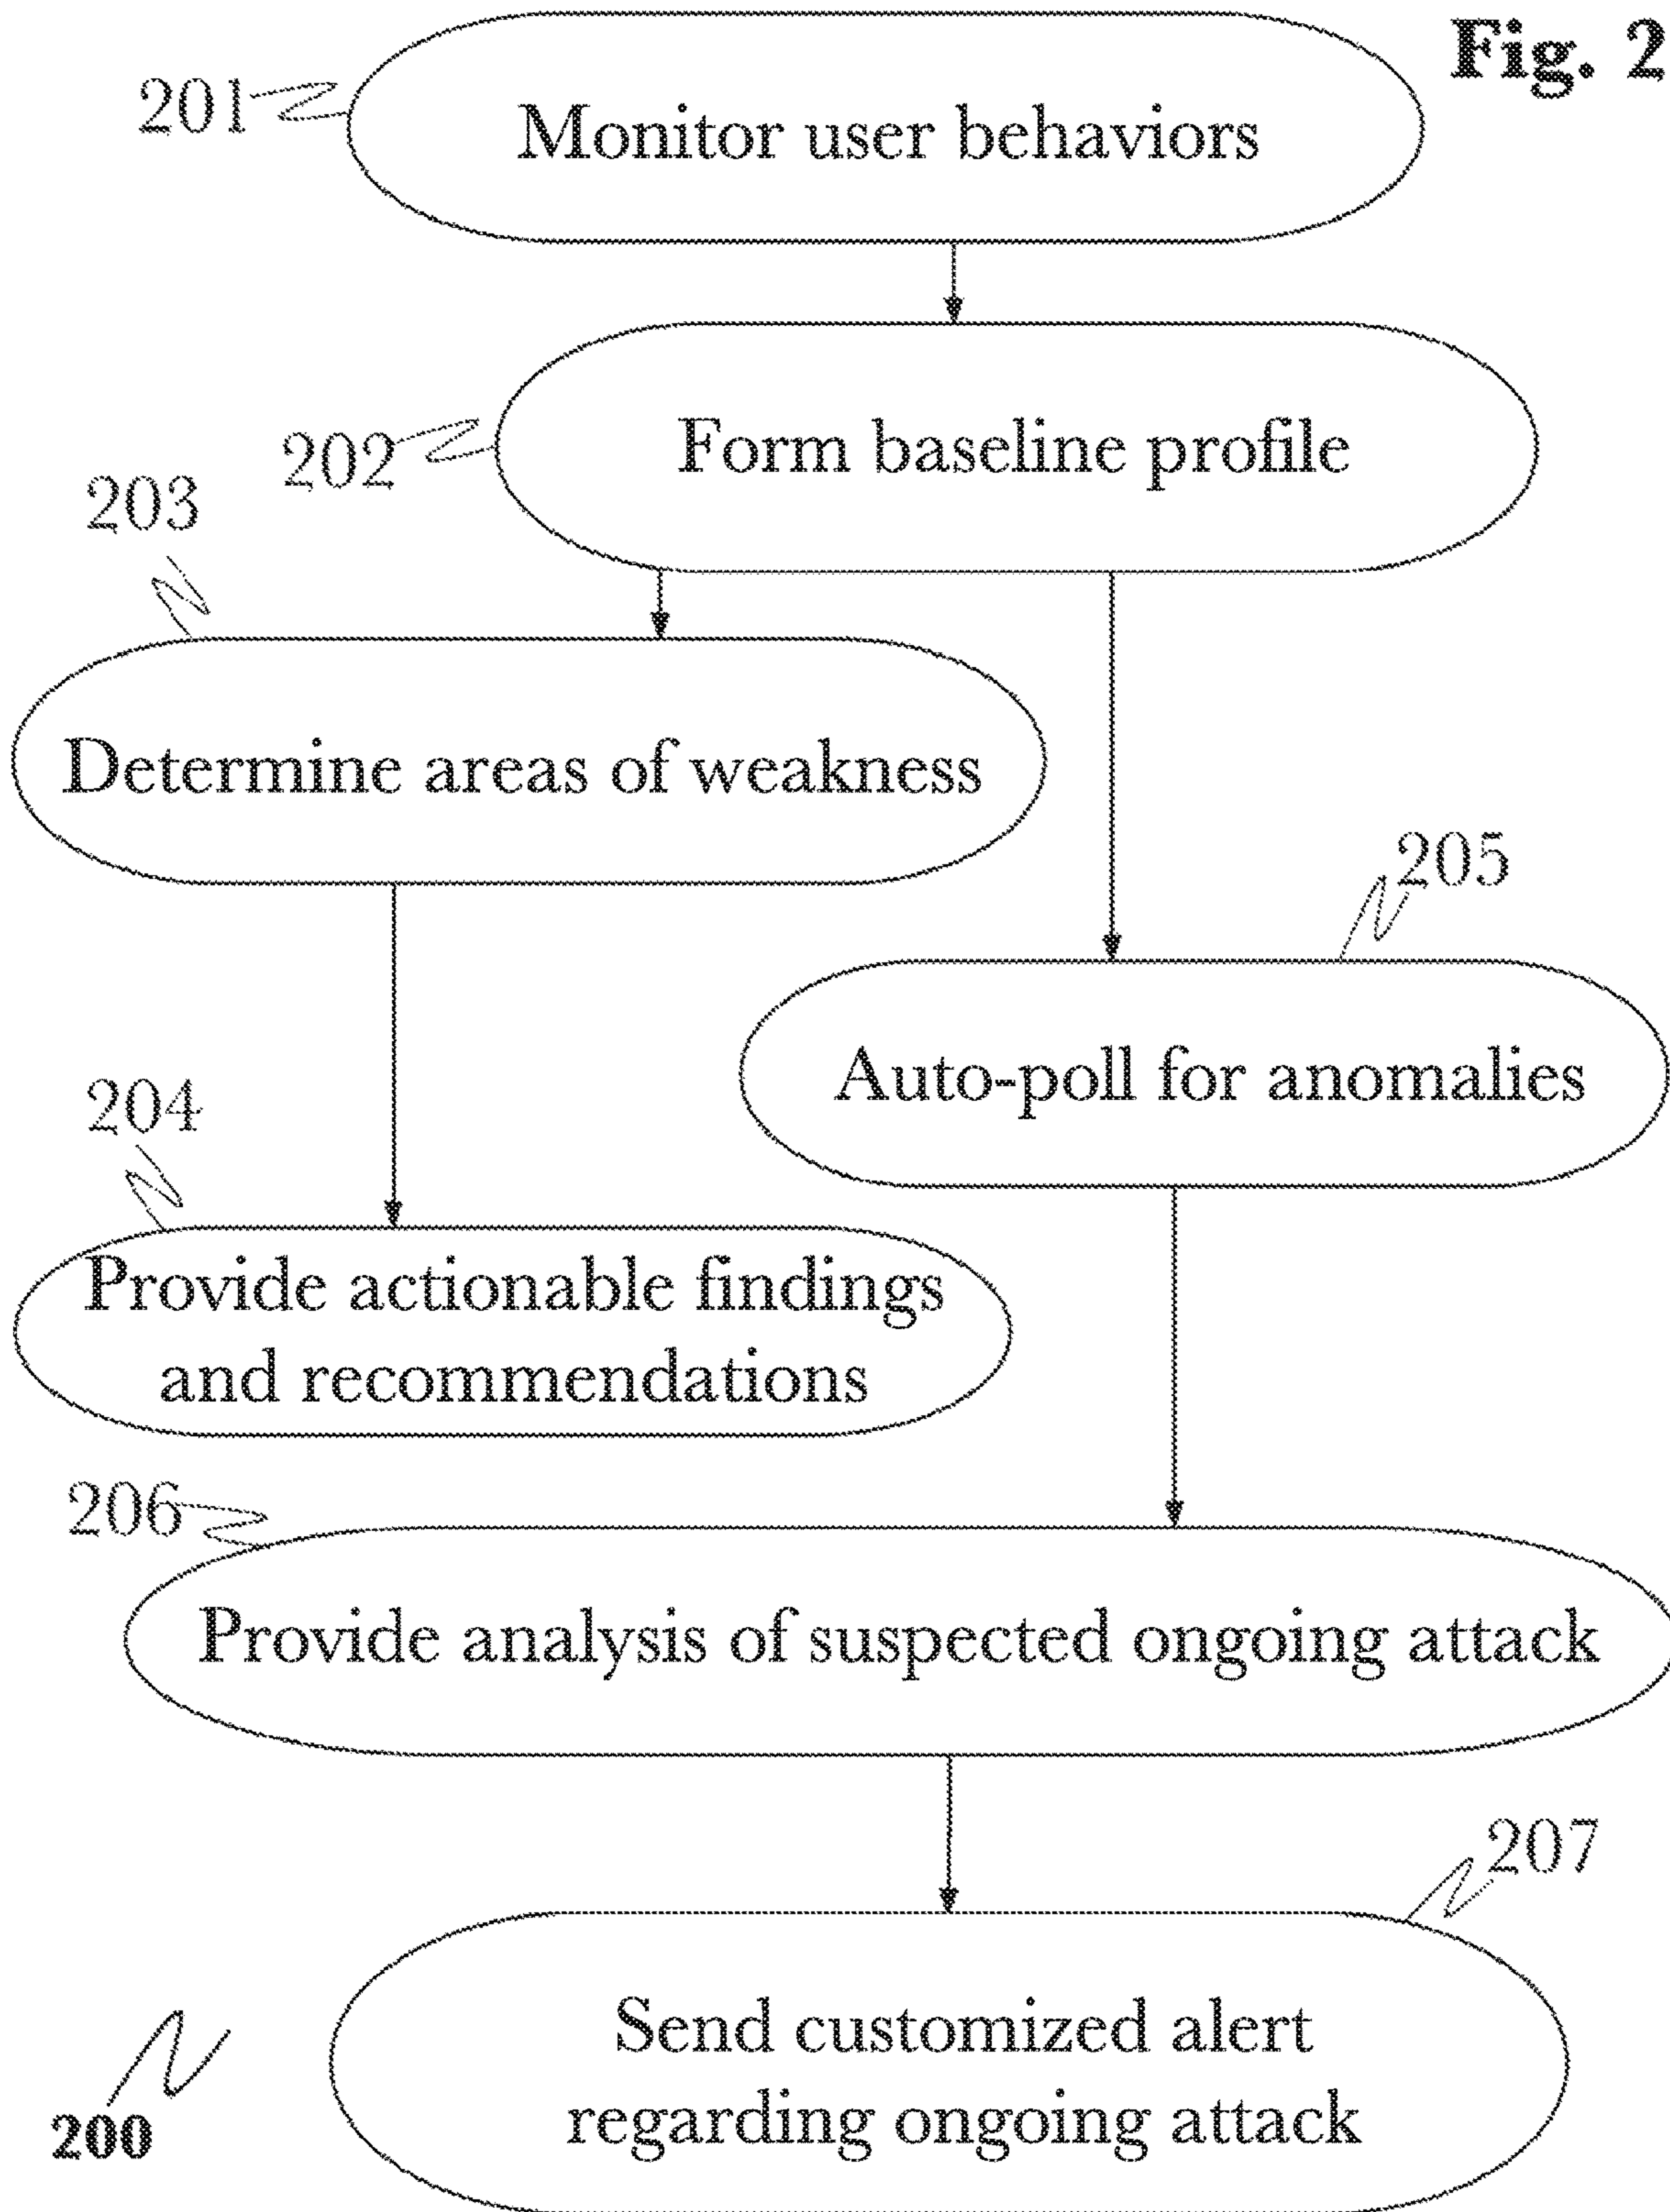 Fig. 2
201
Monitor user behaviors
202
Form baseline profile
203
Determine areas of weakness
205
Auto-poll for anomalies
204
Provide actionable findings
and recommendations
206
Provide analysis of suspected ongoing attack
207
Send customized alert
regarding ongoing attack
200